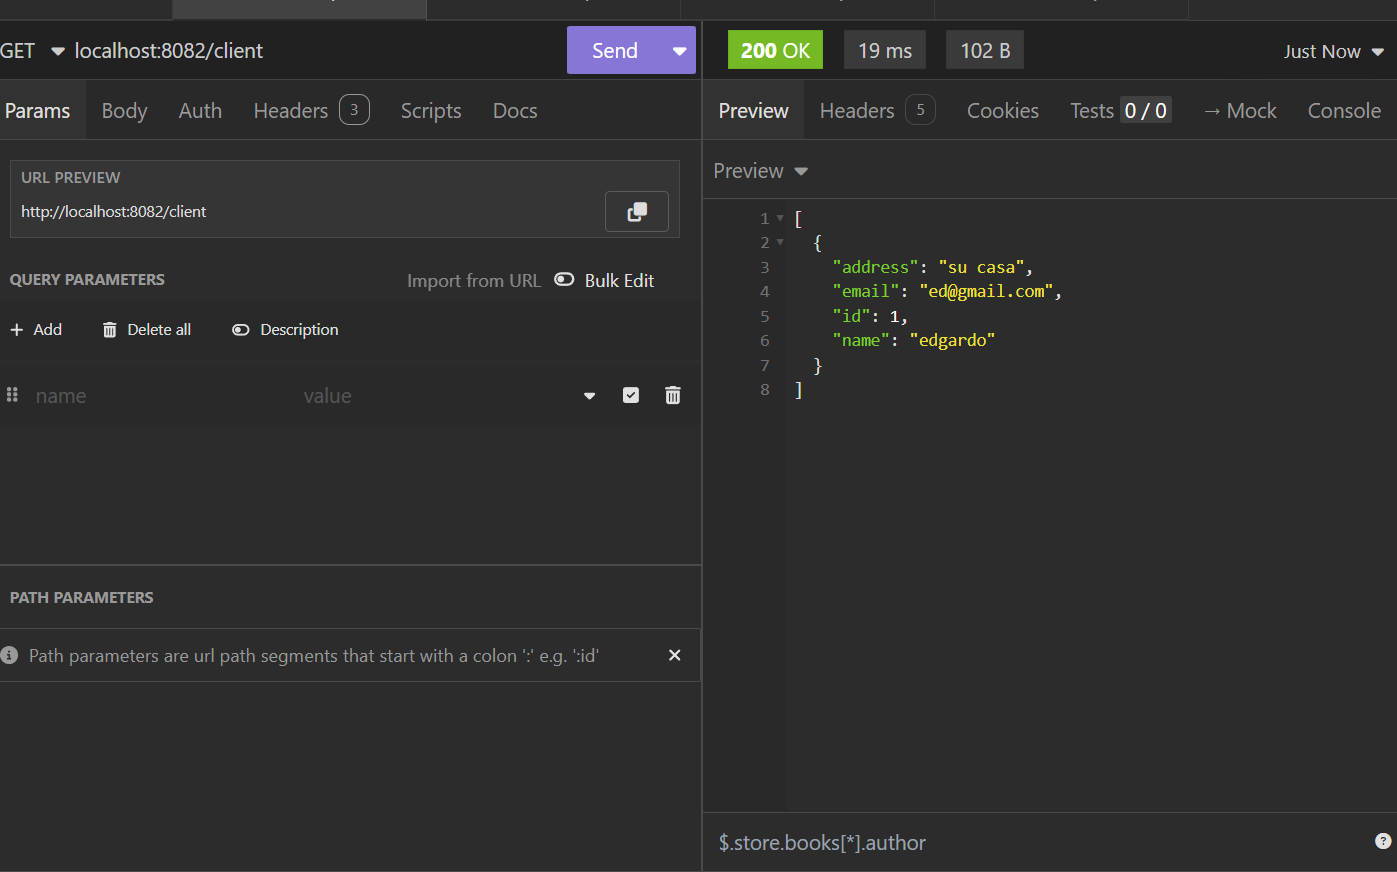 GET localhost:8082/client Send
200 OK 19 ms 102 B Just Now
Params Body Auth Headers 3 Scripts Docs
Preview Headers 5 Cookies Tests 0 / 0 → Mock Console
URL PREVIEW
http://localhost:8082/client
QUERY PARAMETERS Import from URL Bulk Edit
+ Add Delete all Description
name value
PATH PARAMETERS
Path parameters are url path segments that start with a colon ':' e.g. ':id'
Preview
1 [
2 {
3 "address": "su casa",
4 "email": "ed@gmail.com",
5 "id": 1,
6 "name": "edgardo"
7 }
8 ]
$.store.books[*].author ?